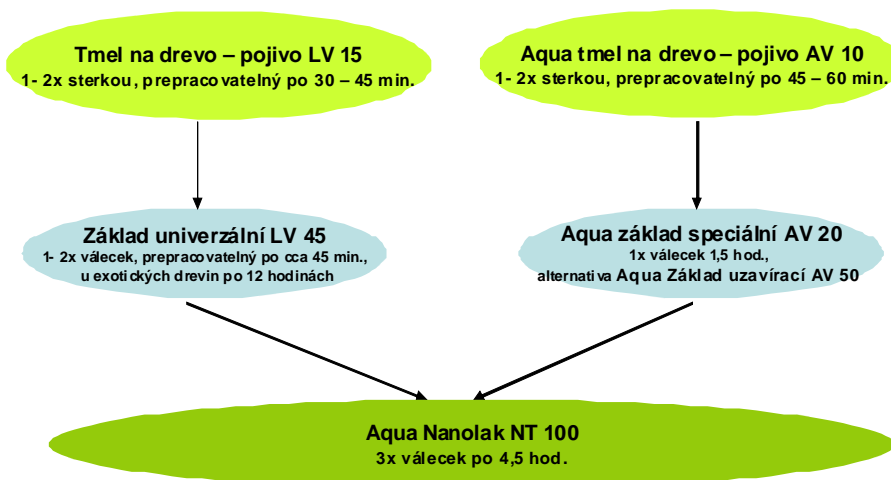 Tmel na drevo – pojivo LV 15
1- 2x sterkou, prepracovatelný po 30 – 45 min.
Aqua tmel na drevo – pojivo AV 10
1- 2x sterkou, prepracovatelný po 45 – 60 min.
Základ univerzální LV 45
1- 2x válecek, prepracovatelný po cca 45 min.,
u exotických drevin po 12 hodinách
Aqua základ speciální AV 20
1x válecek 1,5 hod.,
alternativa Aqua Základ uzavírací AV 50
Aqua Nanolak NT 100
3x válecek po 4,5 hod.